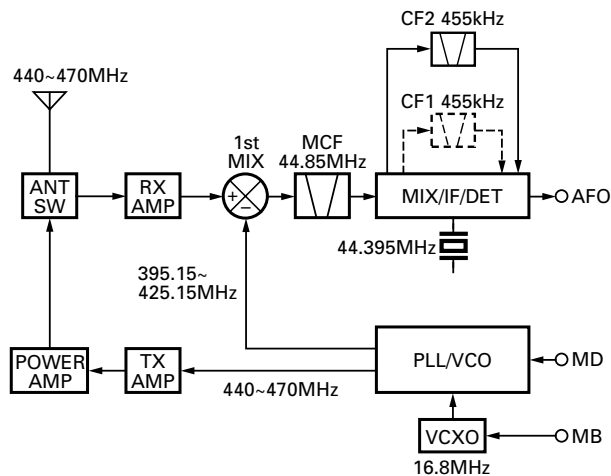 CF2 455kHz
440~470MHz
CF1 455kHz
1st
MIX
MCF
44.85MHz
ANT
SW
RX
AMP
+
−
MIX/IF/DET
AFO
44.395MHz
395.15~
425.15MHz
POWER
AMP
TX
AMP
440~470MHz
PLL/VCO
MD
VCXO
MB
16.8MHz